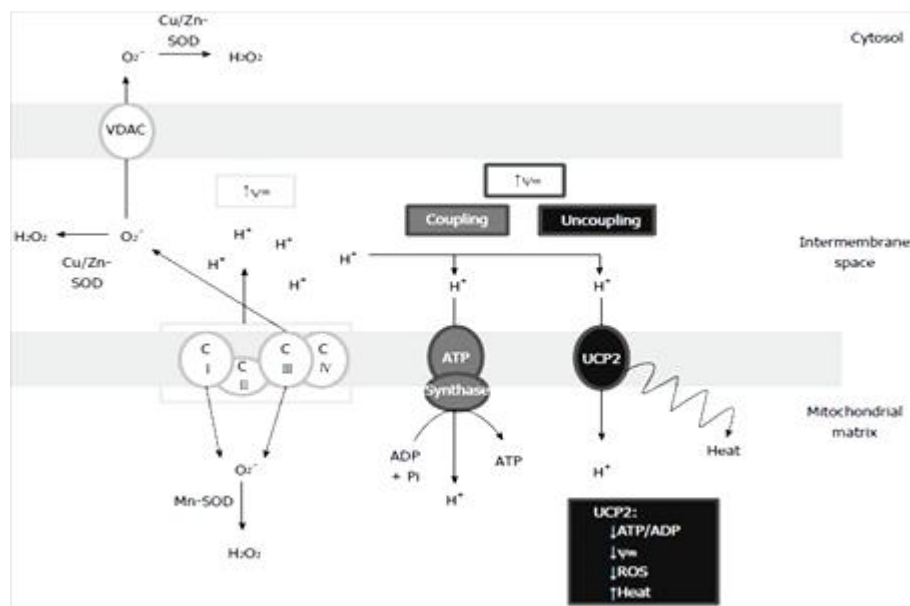 Cu/Zn-
SOD
Cytosol
O₂˙⁻
H₂O₂
VDAC
↑ψm
↑ψm
Coupling
Uncoupling
H₂O₂
O₂˙⁻
Cu/Zn-
SOD
H⁺
H⁺
H⁺
H⁺
H⁺
H⁺
H⁺
Intermembrane
space
C
I
C
II
C
III
C
IV
ATP
Synthase
UCP2
Mitochondrial
matrix
Heat
O₂˙⁻
ADP
+ Pi
ATP
H⁺
H⁺
Mn-SOD
H₂O₂
UCP2:
↓ATP/ADP
↓ψm
↓ROS
↑Heat